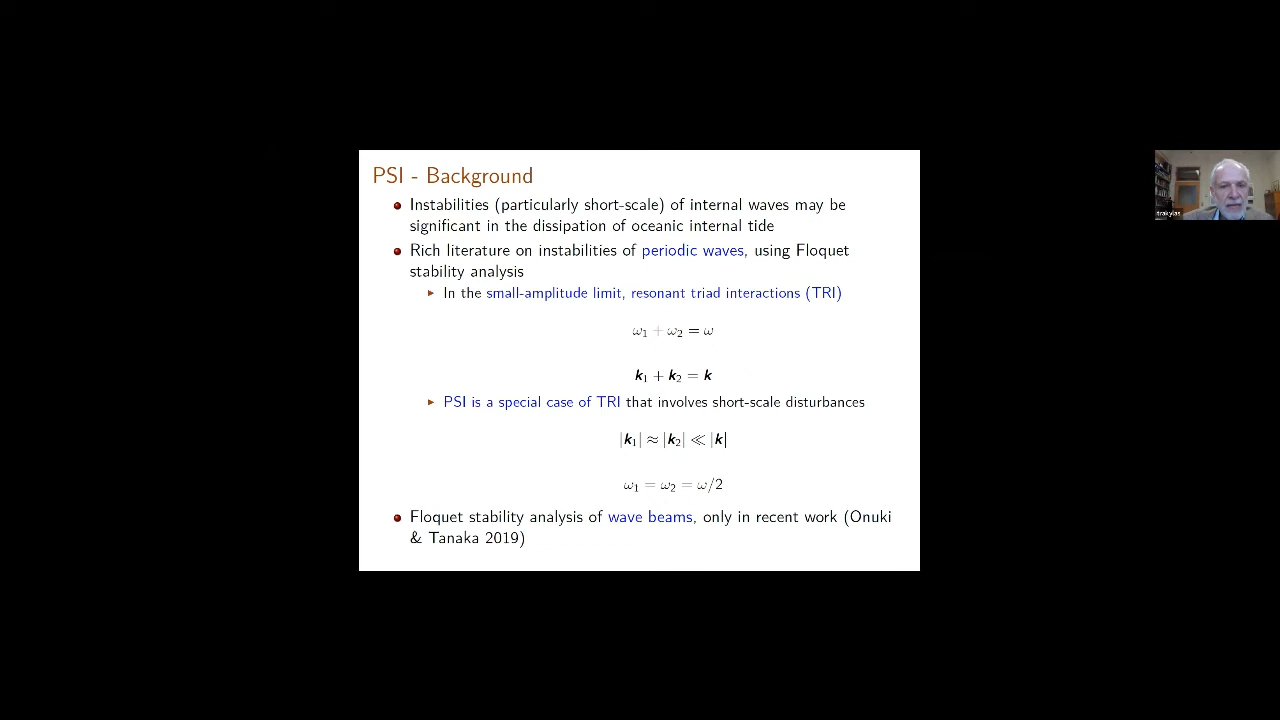 PSI - Background
Instabilities (particularly short-scale) of internal waves may be
significant in the dissipation of oceanic internal tide
Rich literature on instabilities of periodic waves, using Floquet
stability analysis
In the small-amplitude limit, resonant triad interactions (TRI)
ω₁ + ω₂ = ω
k₁ + k₂ = k
PSI is a special case of TRI that involves short-scale disturbances
|k₁| ≈ |k₂| ≪ |k|
ω₁ = ω₂ = ω/2
Floquet stability analysis of wave beams, only in recent work (Onuki
& Tanaka 2019)
trakylas